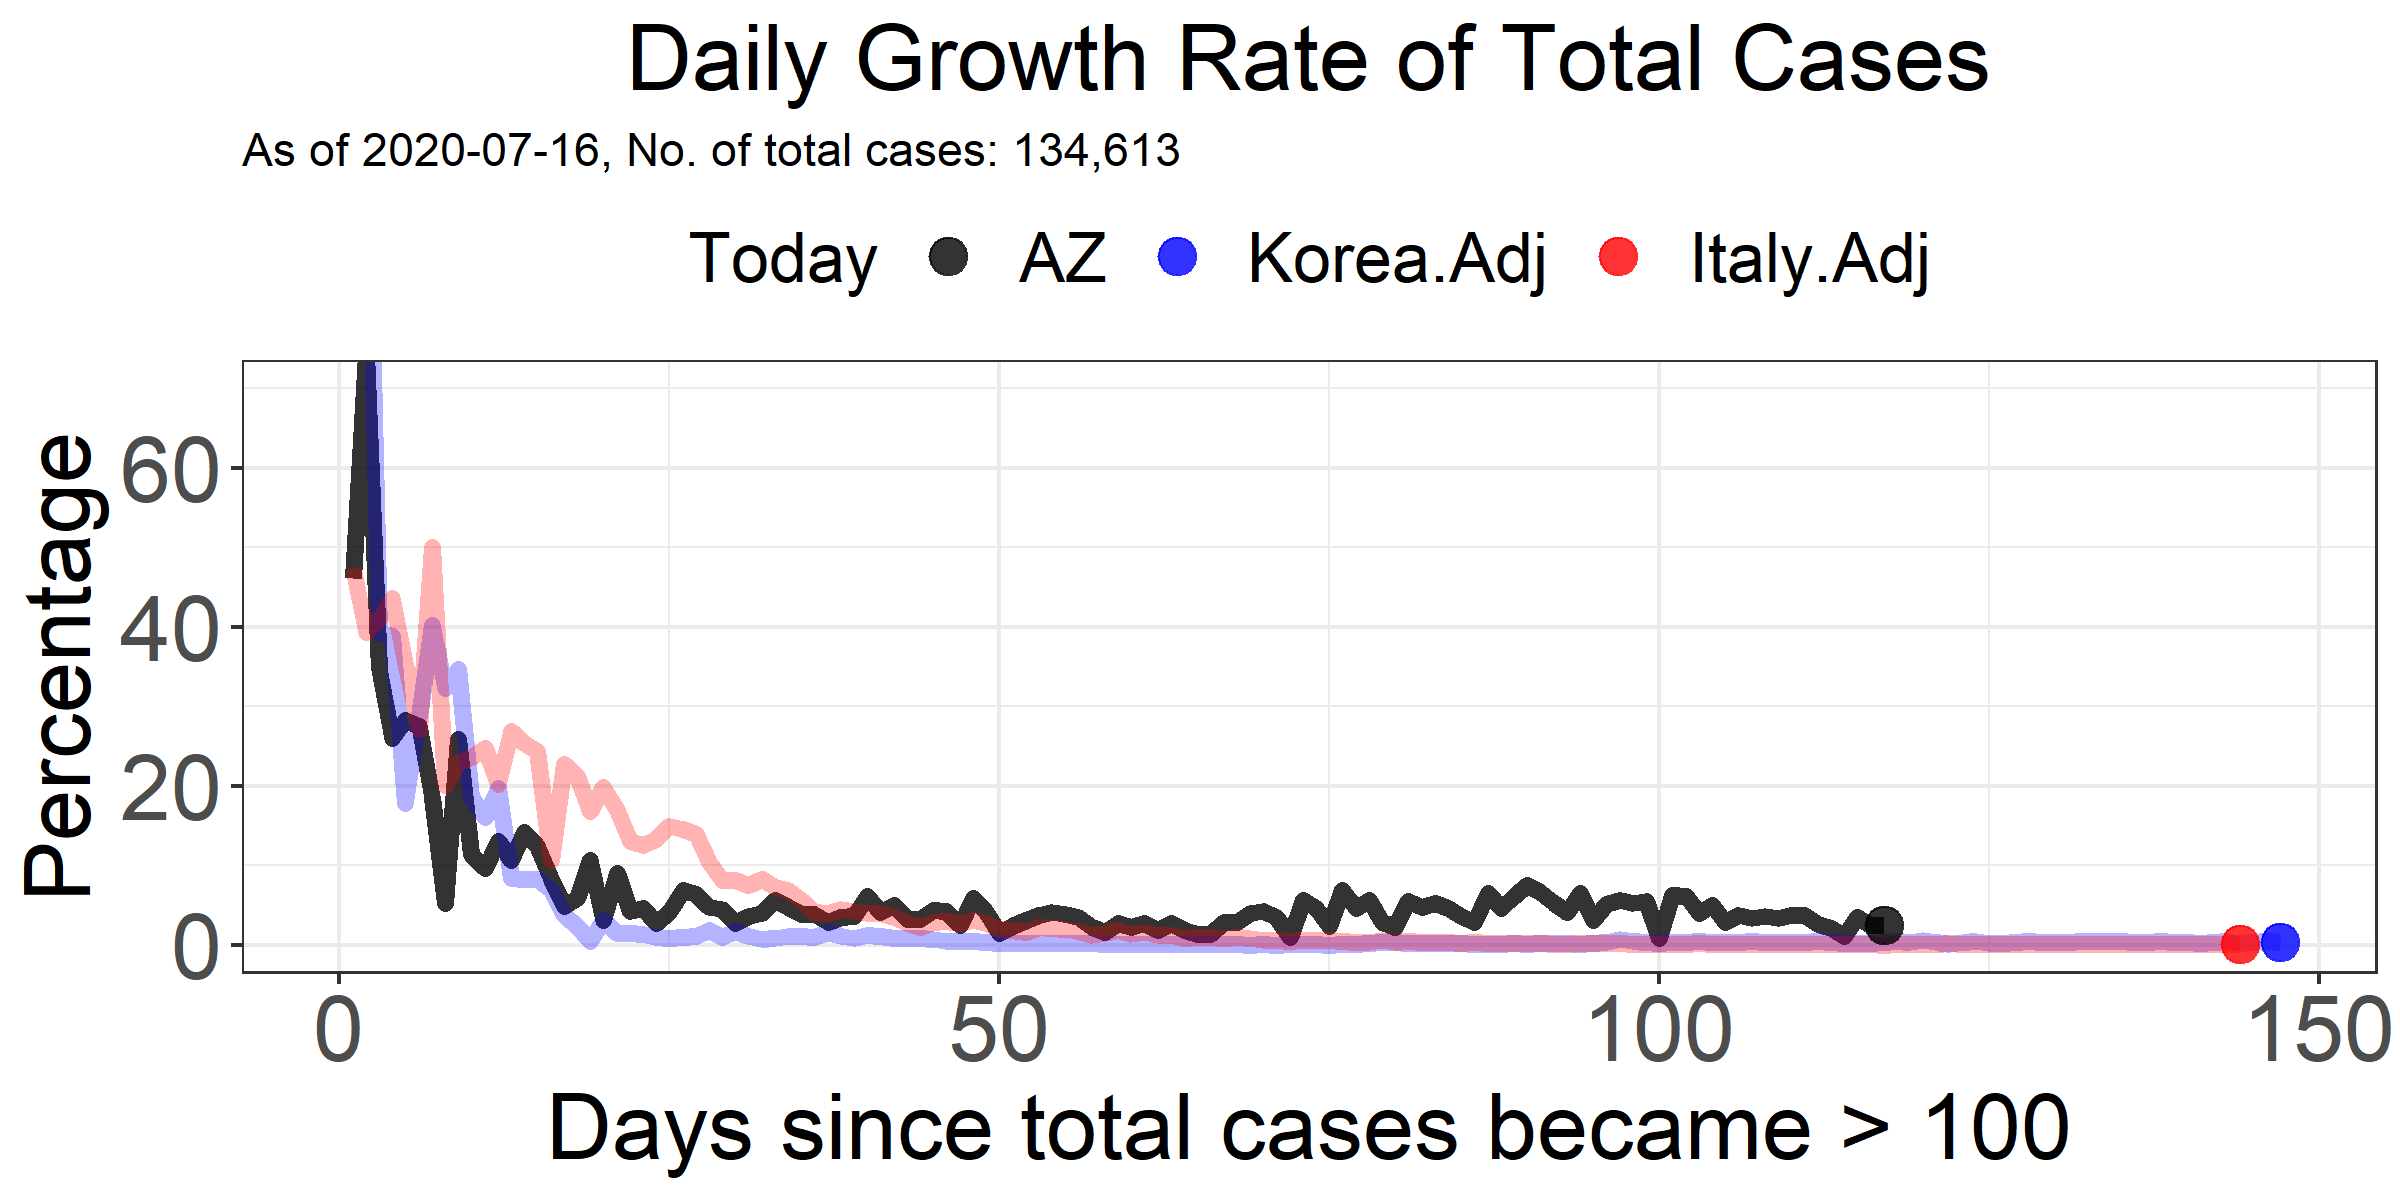 Daily Growth Rate of Total Cases
As of 2020-07-16, No. of total cases: 134,613
Today AZ Korea.Adj Italy.Adj
Percentage
60
40
20
0
0 50 100 150
Days since total cases became > 100